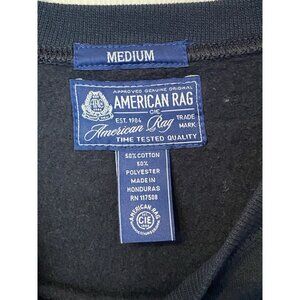 MEDIUM
APPROVED GENUINE ORIGINAL
AMERICAN RAG
CIE
EST. 1984 TRADE
American Rag MARK
TIME TESTED QUALITY
50% COTTON
50%
POLYESTER
MADE IN
HONDURAS
RN 117508
AMERICAN RAG
CIE